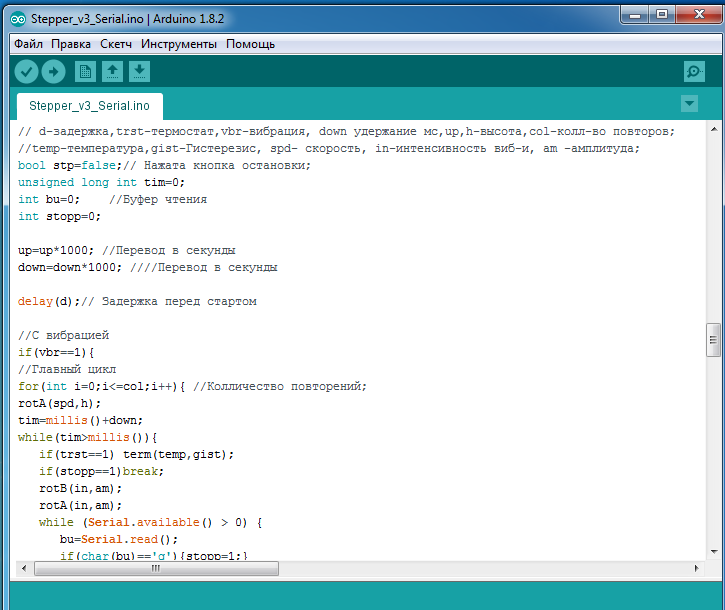 Stepper_v3_Serial.ino | Arduino 1.8.2
Файл Правка Скетч Инструменты Помощь
Stepper_v3_Serial.ino
// d-задержка,trst-термостат,vbr-вибрация, down удержание мс,up,h-высота,col-колл-во повторов;
//temp-температура,gist-Гистерезис, spd- скорость, in-интенсивность виб-и, am -амплитуда;
bool stp=false;// Нажата кнопка остановки;
unsigned long int tim=0;
int bu=0;    //Буфер чтения
int stopp=0;
up=up*1000; //Перевод в секунды
down=down*1000; ////Перевод в секунды
delay(d);// Задержка перед стартом
//С вибрацией
if(vbr==1){
//Главный цикл
for(int i=0;i<=col;i++){ //Колличество повторений;
rotA(spd,h);
tim=millis()+down;
while(tim>millis()){
   if(trst==1) term(temp,gist);
   if(stopp==1)break;
   rotB(in,am);
   rotA(in,am);
   while (Serial.available() > 0) {
      bu=Serial.read();
      if(char(bu)=='q'){stopp=1;}